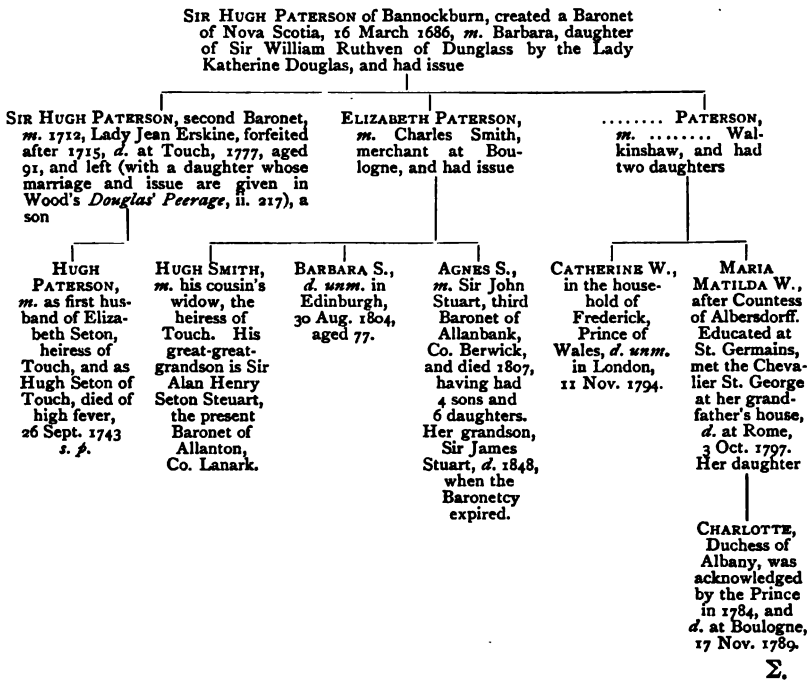 SIR HUGH PATERSON of Bannockburn, created a Baronet
of Nova Scotia, 16 March 1686, m. Barbara, daughter
of Sir William Ruthven of Dunglass by the Lady
Katherine Douglas, and had issue
SIR HUGH PATERSON, second Baronet,
m. 1712, Lady Jean Erskine, forfeited
after 1715, d. at Touch, 1777, aged
91, and left (with a daughter whose
marriage and issue are given in
Wood's Douglas' Peerage, ii. 217), a
son
ELIZABETH PATERSON,
m. Charles Smith,
merchant at Bou-
logne, and had issue
........ PATERSON,
m. ........ Wal-
kinshaw, and had
two daughters
HUGH
PATERSON,
m. as first hus-
band of Eliza-
beth Seton,
heiress of
Touch, and as
Hugh Seton of
Touch, died of
high fever,
26 Sept. 1743
s. p.
HUGH SMITH,
m. his cousin's
widow, the
heiress of
Touch. His
great-great-
grandson is Sir
Alan Henry
Seton Steuart,
the present
Baronet of
Allanton,
Co. Lanark.
BARBARA S.,
d. unm. in
Edinburgh,
30 Aug. 1804,
aged 77.
AGNES S.,
m. Sir John
Stuart, third
Baronet of
Allanbank,
Co. Berwick,
and died 1807,
having had
4 sons and
6 daughters.
Her grandson,
Sir James
Stuart, d. 1848,
when the
Baronetcy
expired.
CATHERINE W.,
in the house-
hold of
Frederick,
Prince of
Wales, d. unm.
in London,
11 Nov. 1794.
MARIA
MATILDA W.,
after Countess
of Albersdorff.
Educated at
St. Germains,
met the Cheva-
lier St. George
at her grand-
father's house,
d. at Rome,
3 Oct. 1797.
Her daughter
CHARLOTTE,
Duchess of
Albany, was
acknowledged
by the Prince
in 1784, and
d. at Boulogne,
17 Nov. 1789.
Σ.